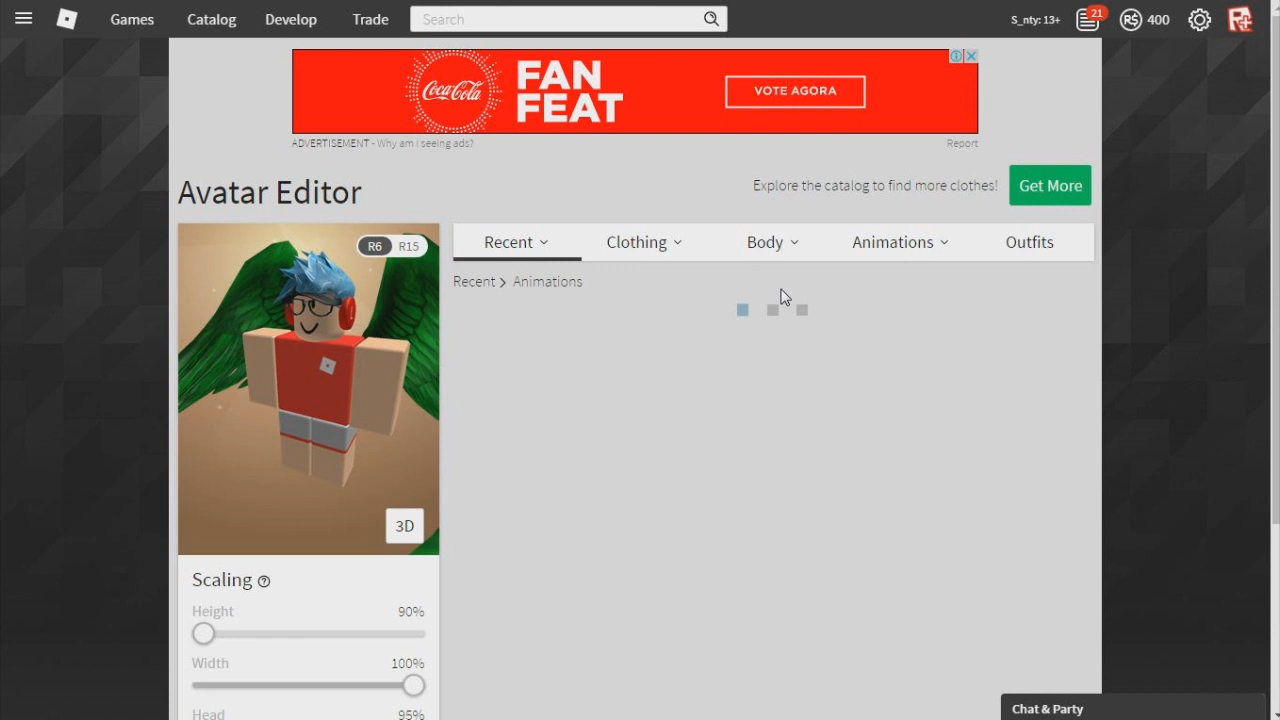 Games Catalog Develop Trade Search S_nty: 13+ 21 R$ 400
Coca-Cola
FAN
FEAT
VOTE AGORA
ADVERTISEMENT - Why am I seeing ads? Report
Avatar Editor
Explore the catalog to find more clothes! Get More
R6 R15
Recent Clothing Body Animations Outfits
Recent > Animations
3D
Scaling ?
Height 90%
Width 100%
Head 95%
Chat & Party